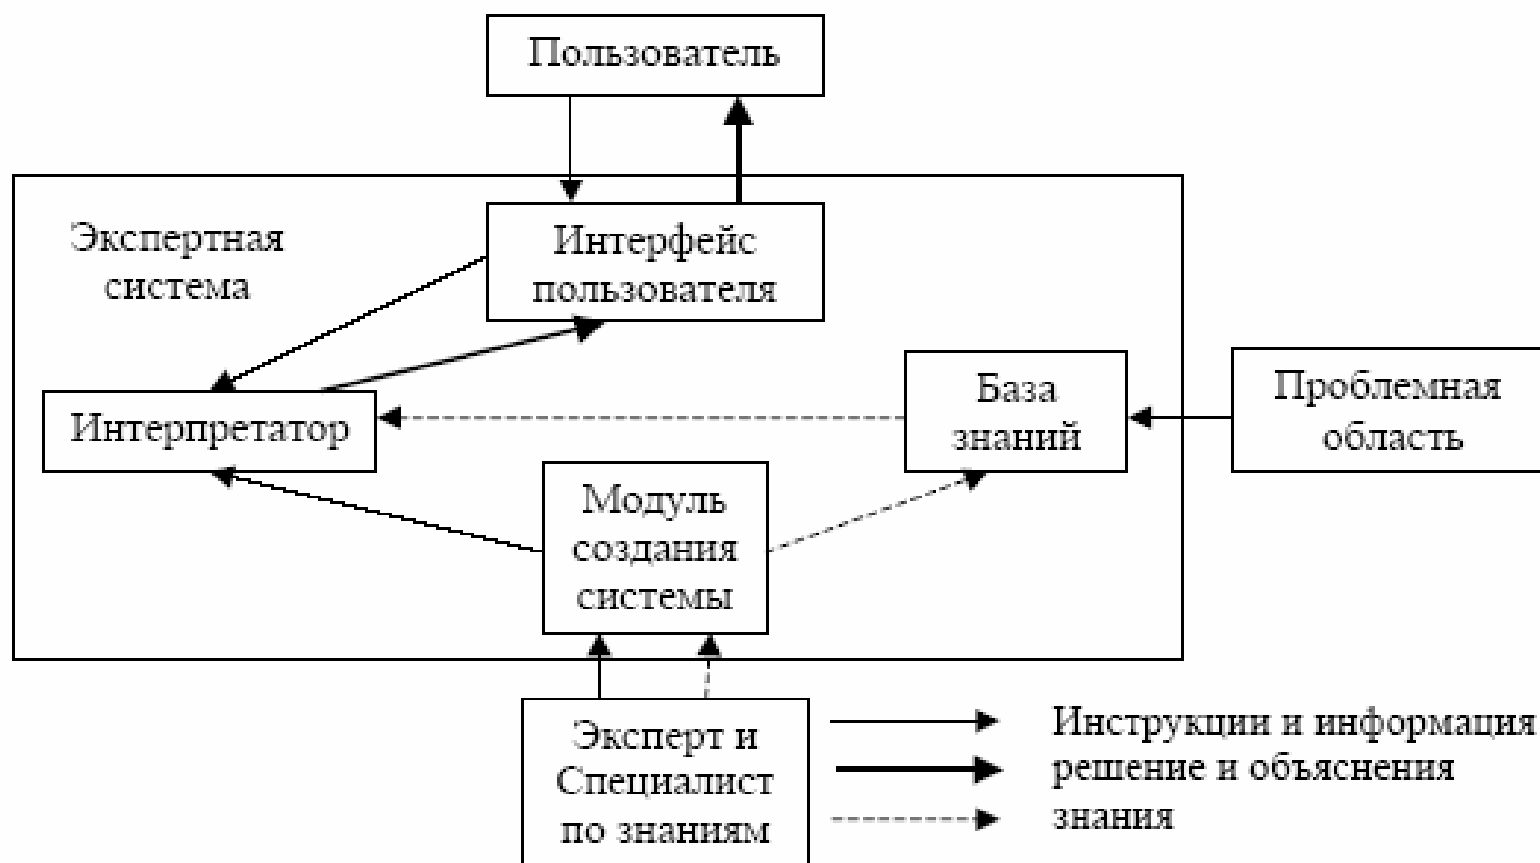 Пользователь
Экспертная
система
Интерфейс
пользователя
Интерпретатор
База
знаний
Проблемная
область
Модуль
создания
системы
Эксперт и
Специалист
по знаниям
Инструкции и информация
решение и объяснения
знания